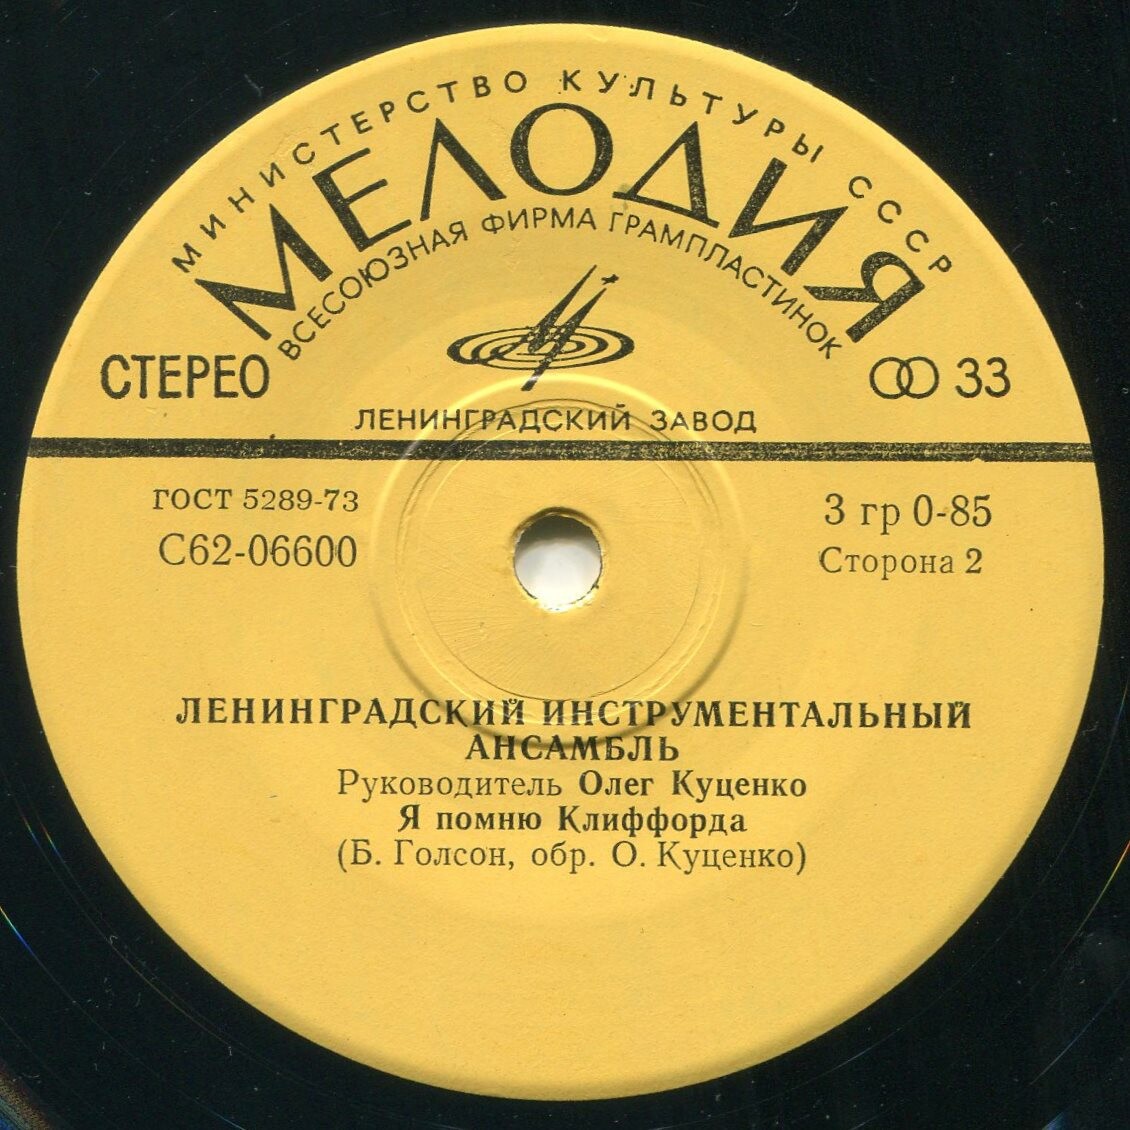 МИНИСТЕРСТВО КУЛЬТУРЫ СССР
МЕЛОДИЯ
ВСЕСОЮЗНАЯ ФИРМА ГРАМПЛАСТИНОК
СТЕРЕО
33
ЛЕНИНГРАДСКИЙ ЗАВОД
ГОСТ 5289-73
3 гр 0-85
С62-06600
Сторона 2
ЛЕНИНГРАДСКИЙ ИНСТРУМЕНТАЛЬНЫЙ
АНСАМБЛЬ
Руководитель Олег Куценко
Я помню Клиффорда
(Б. Голсон, обр. О. Куценко)